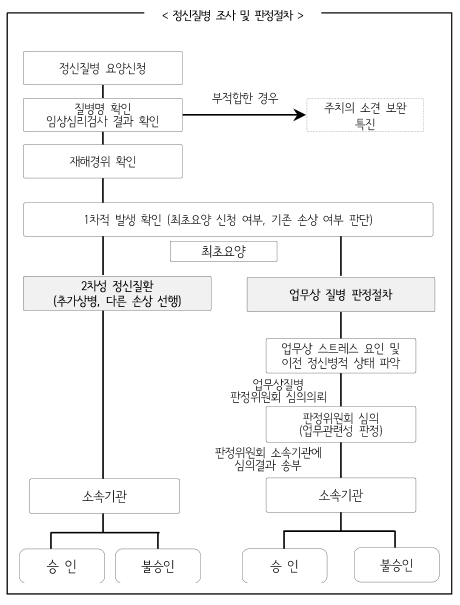 < 정신질병 조사 및 판정절차 >
정신질병 요양신청
질병명 확인
임상심리검사 결과 확인
부적합한 경우
주치의 소견 보완
특진
재해경위 확인
1차적 발생 확인 (최초요양 신청 여부, 기존 손상 여부 판단)
최초요양
2차성 정신질환
(추가상병, 다른 손상 선행)
업무상 질병 판정절차
업무상 스트레스 요인 및
이전 정신병적 상태 파악
업무상질병
판정위원회 심의의뢰
판정위원회 심의
(업무관련성 판정)
판정위원회 소속기관에
심의결과 송부
소속기관
소속기관
승 인
불승인
승 인
불승인